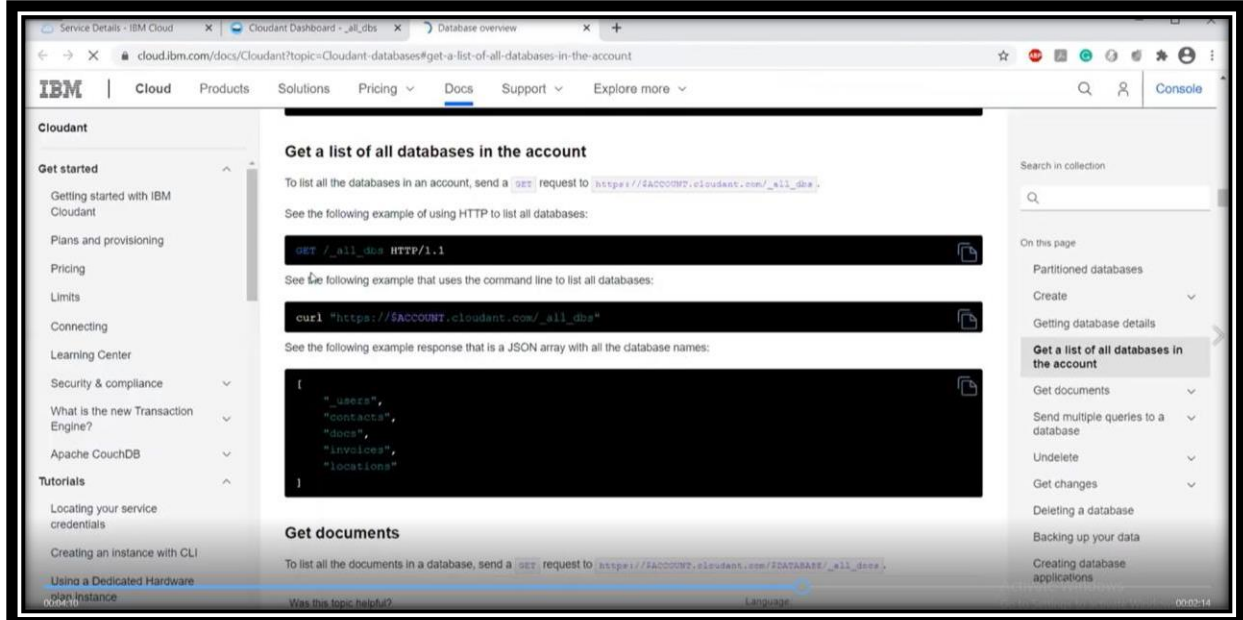 Service Details - IBM Cloud
Cloudant Dashboard - _all_dbs
Database overview
cloud.ibm.com/docs/Cloudant?topic=Cloudant-databases#get-a-list-of-all-databases-in-the-account
IBM
Cloud
Products
Solutions
Pricing
Docs
Support
Explore more
Console
Cloudant
Get started
Getting started with IBM
Cloudant
Plans and provisioning
Pricing
Limits
Connecting
Learning Center
Security & compliance
What is the new Transaction
Engine?
Apache CouchDB
Tutorials
Locating your service
credentials
Creating an instance with CLI
Using a Dedicated Hardware
plan instance
00:04:10
Get a list of all databases in the account
To list all the databases in an account, send a GET request to https://$ACCOUNT.cloudant.com/_all_dbs.
See the following example of using HTTP to list all databases:
GET /_all_dbs HTTP/1.1
See the following example that uses the command line to list all databases:
curl "https://$ACCOUNT.cloudant.com/_all_dbs"
See the following example response that is a JSON array with all the database names:
[
"_users",
"contacts",
"docs",
"invoices",
"locations"
]
Get documents
To list all the documents in a database, send a GET request to https://$ACCOUNT.cloudant.com/$DATABASE/_all_docs.
Was this topic helpful?
Language
Search in collection
On this page
Partitioned databases
Create
Getting database details
Get a list of all databases in
the account
Get documents
Send multiple queries to a
database
Undelete
Get changes
Deleting a database
Backing up your data
Creating database
applications
00:02:14